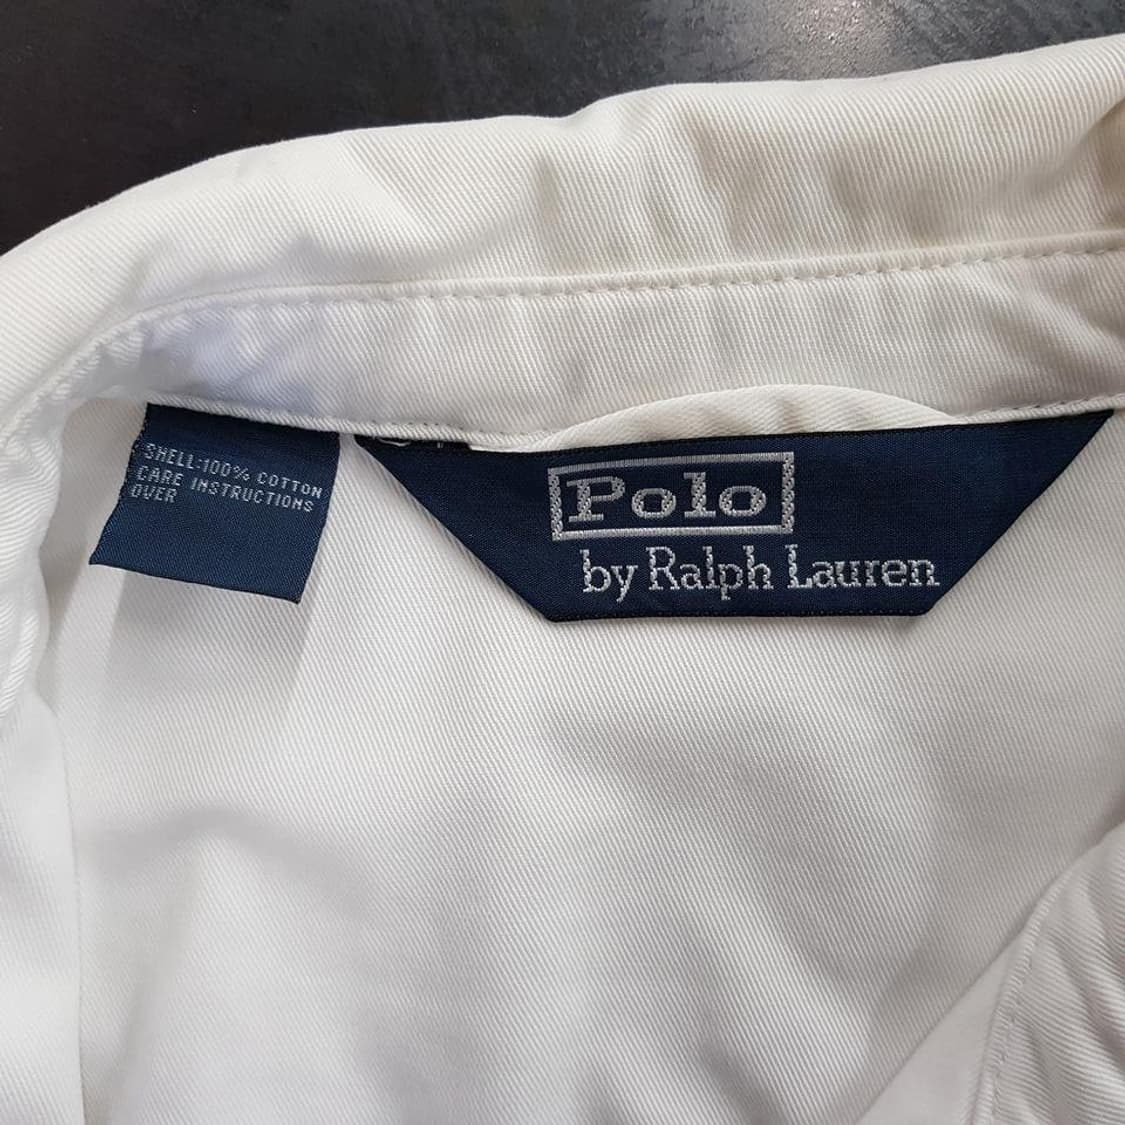 SHELL:100% COTTON
CARE INSTRUCTIONS
OVER
Polo
by Ralph Lauren